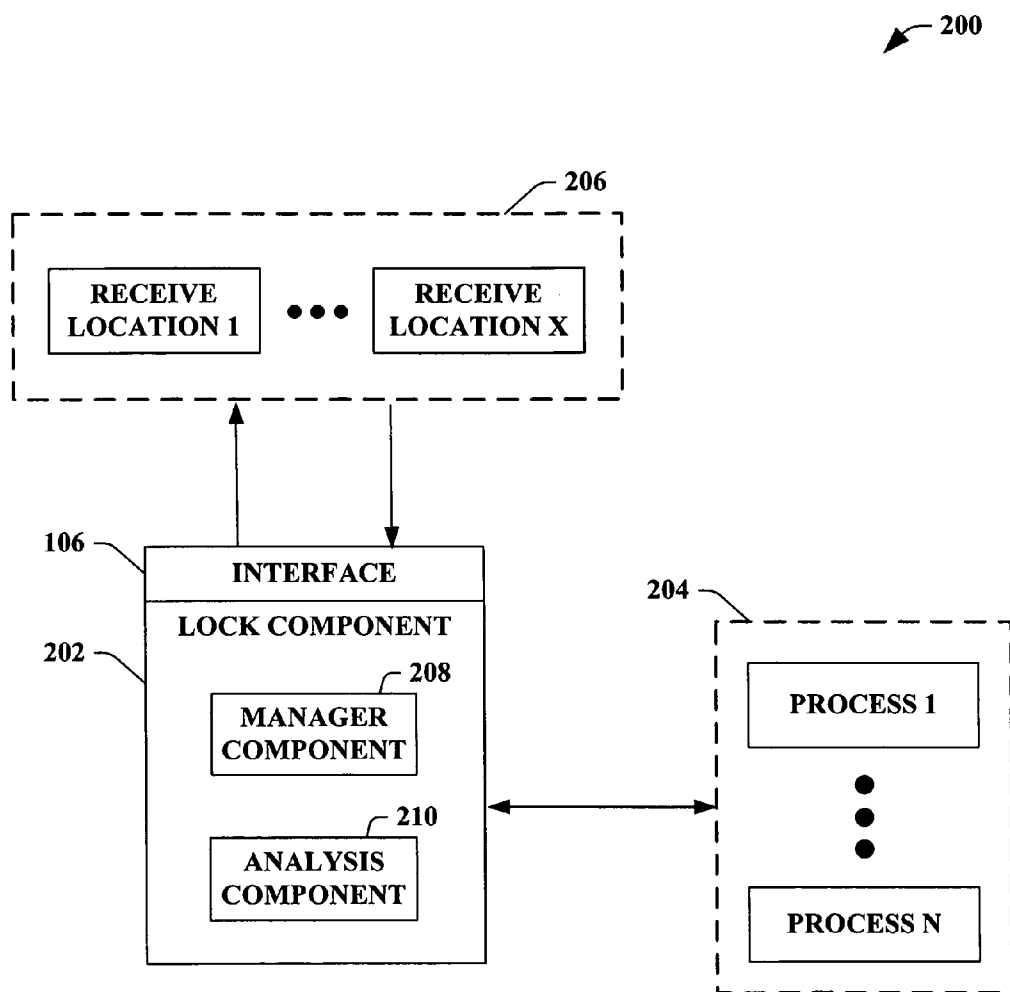 200
206
RECEIVE
LOCATION 1
RECEIVE
LOCATION X
106
INTERFACE
LOCK COMPONENT
202
208
MANAGER
COMPONENT
210
ANALYSIS
COMPONENT
204
PROCESS 1
PROCESS N